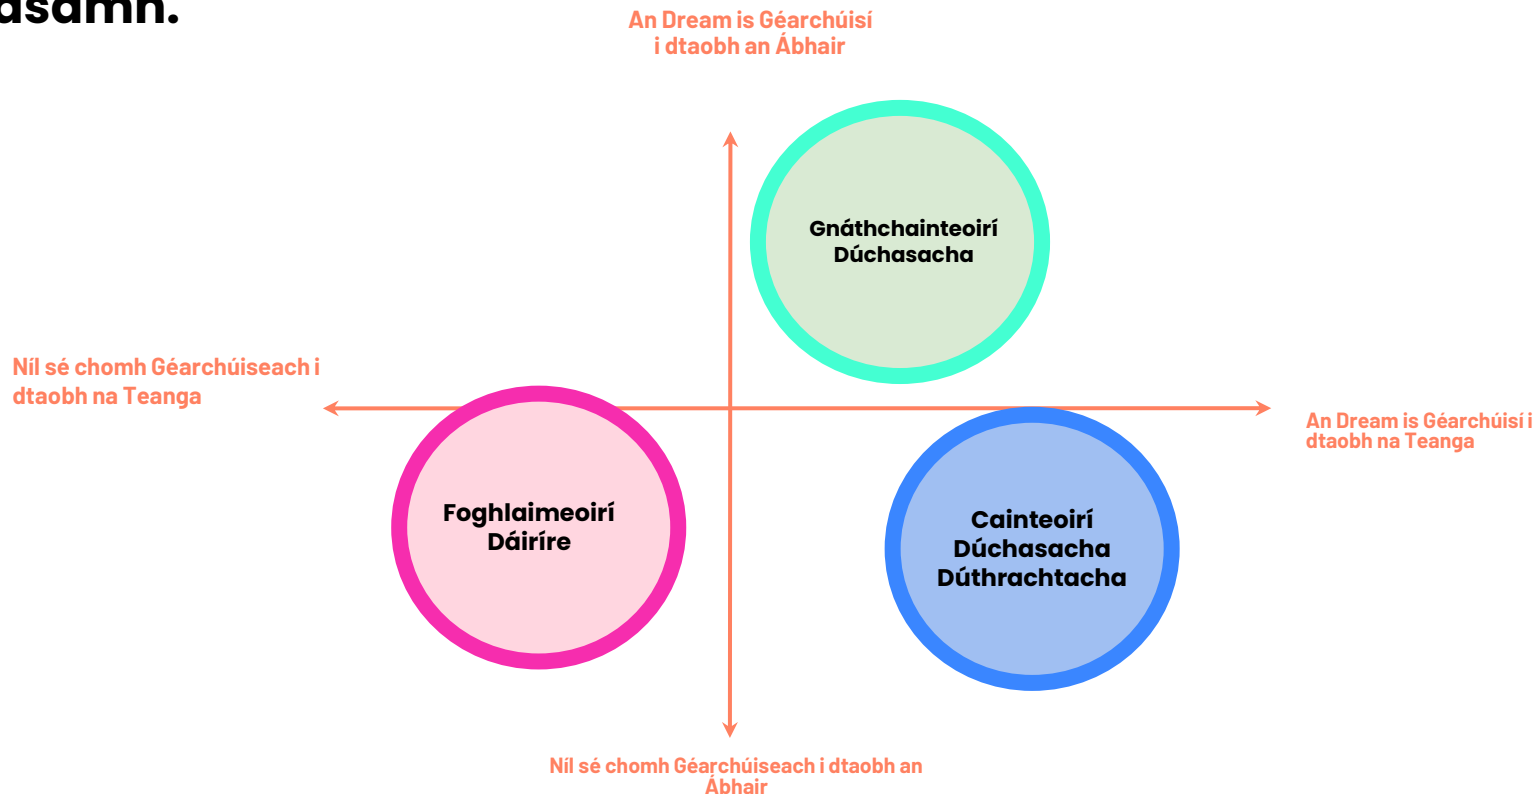 An Dream is Géarchúisí
i dtaobh an Ábhair
Gnáthchainteoirí
Dúchasacha
Níl sé chomh Géarchúiseach i
dtaobh na Teanga
An Dream is Géarchúisí i
dtaobh na Teanga
Foghlaimeoirí
Dáiríre
Cainteoirí
Dúchasacha
Dúthrachtacha
Níl sé chomh Géarchúiseach i dtaobh an
Ábhair